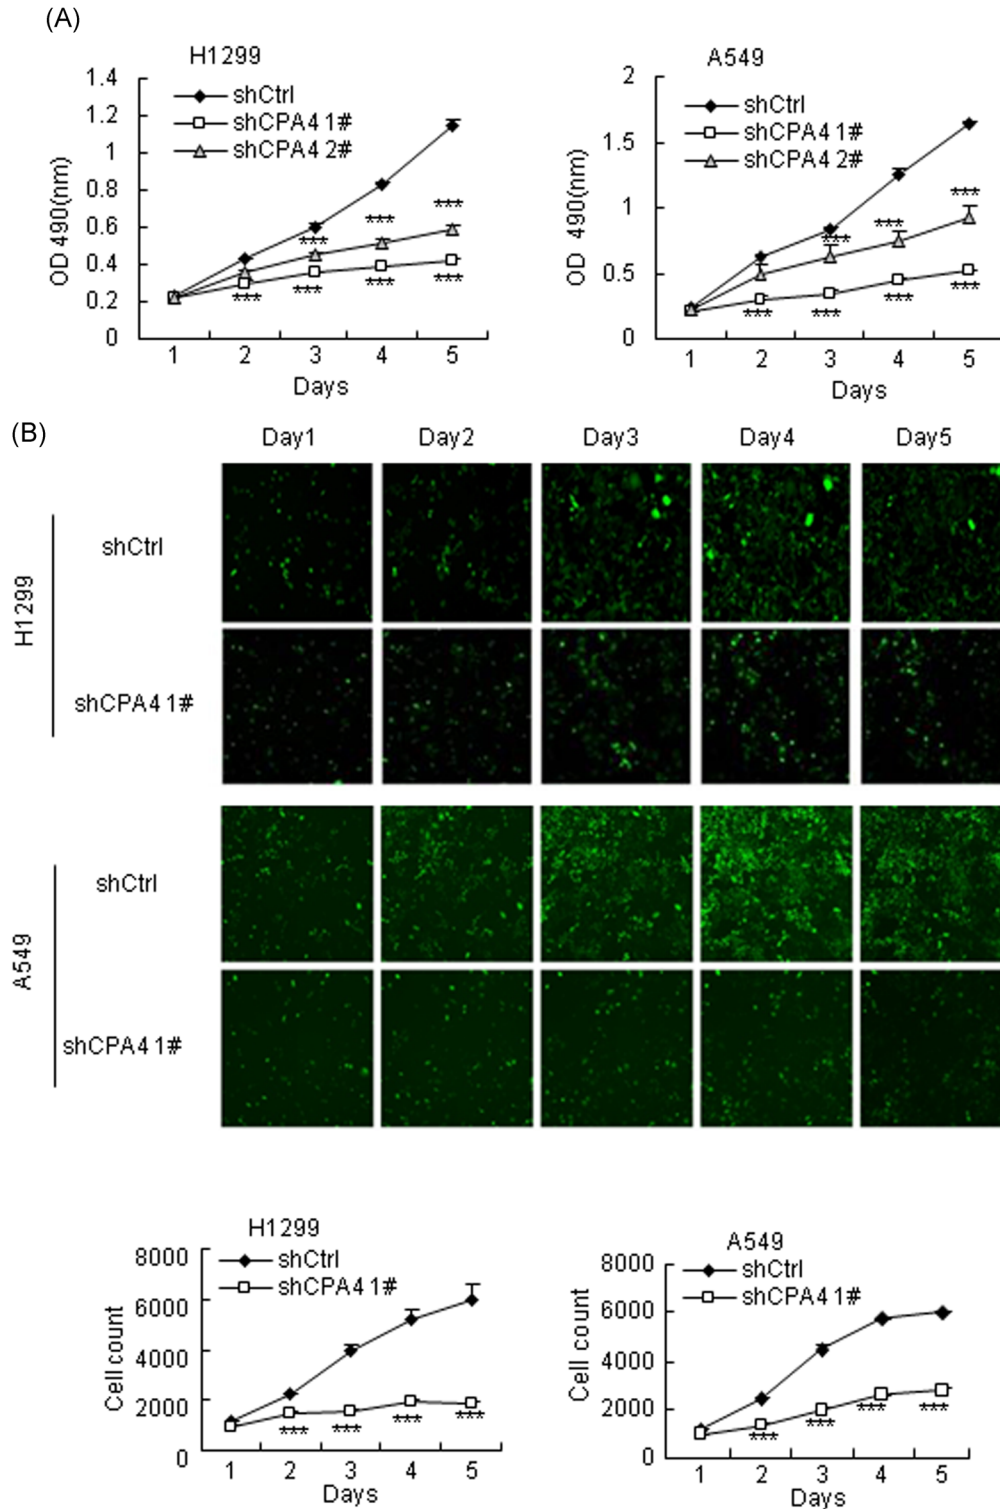 (A)
H1299
1.4
1.2
1
0.8
0.6
0.4
0.2
0
OD 490(nm)
shCtrl
shCPA4 1#
shCPA4 2#
***
***
***
***
***
***
***
1 2 3 4 5
Days
A549
2
1.5
1
0.5
0
OD 490(nm)
shCtrl
shCPA4 1#
shCPA4 2#
***
***
***
***
***
***
***
1 2 3 4 5
Days
(B)
Day1 Day2 Day3 Day4 Day5
H1299
shCtrl
shCPA4 1#
A549
shCtrl
shCPA4 1#
H1299
8000
6000
4000
2000
0
Cell count
shCtrl
shCPA4 1#
*** *** *** ***
1 2 3 4 5
Days
A549
8000
6000
4000
2000
0
Cell count
shCtrl
shCPA4 1#
*** *** *** ***
1 2 3 4 5
Days